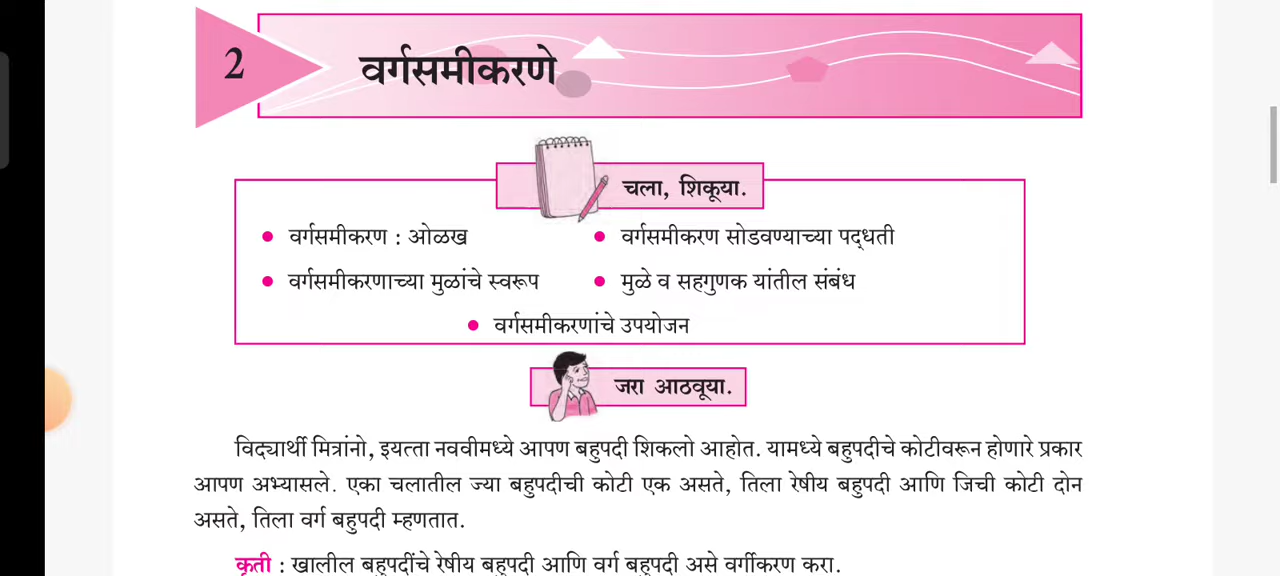 2
वर्गसमीकरणे
चला, शिकूया.
• वर्गसमीकरण : ओळख
• वर्गसमीकरण सोडवण्याच्या पद्धती
• वर्गसमीकरणाच्या मुळांचे स्वरूप
• मुळे व सहगुणक यांतील संबंध
• वर्गसमीकरणांचे उपयोजन
जरा आठवूया.
विद्यार्थी मित्रांनो, इयत्ता नववीमध्ये आपण बहुपदी शिकलो आहोत. यामध्ये बहुपदीचे कोटीवरून होणारे प्रकार
आपण अभ्यासले. एका चलातील ज्या बहुपदीची कोटी एक असते, तिला रेषीय बहुपदी आणि जिची कोटी दोन
असते, तिला वर्ग बहुपदी म्हणतात.
कृती : खालील बहुपदींचे रेषीय बहुपदी आणि वर्ग बहुपदी असे वर्गीकरण करा.